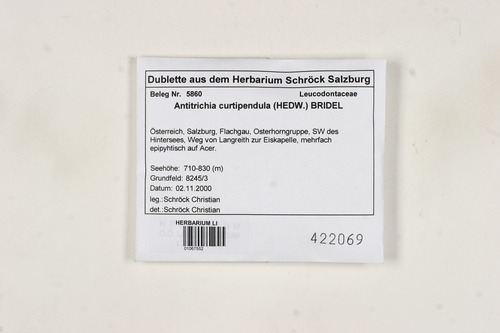 Dublette aus dem Herbarium Schröck Salzburg
Beleg Nr. 5860 Leucodontaceae
Antitrichia curtipendula (HEDW.) BRIDEL
Österreich, Salzburg, Flachgau, Osterhorngruppe, SW des
Hintersees, Weg von Langreith zur Eiskapelle, mehrfach
epipyhtisch auf Acer.
Seehöhe: 710-830 (m)
Grundfeld: 8245/3
Datum: 02.11.2000
leg.:Schröck Christian
det.:Schröck Christian
HERBARIUM LI
01067552
422069